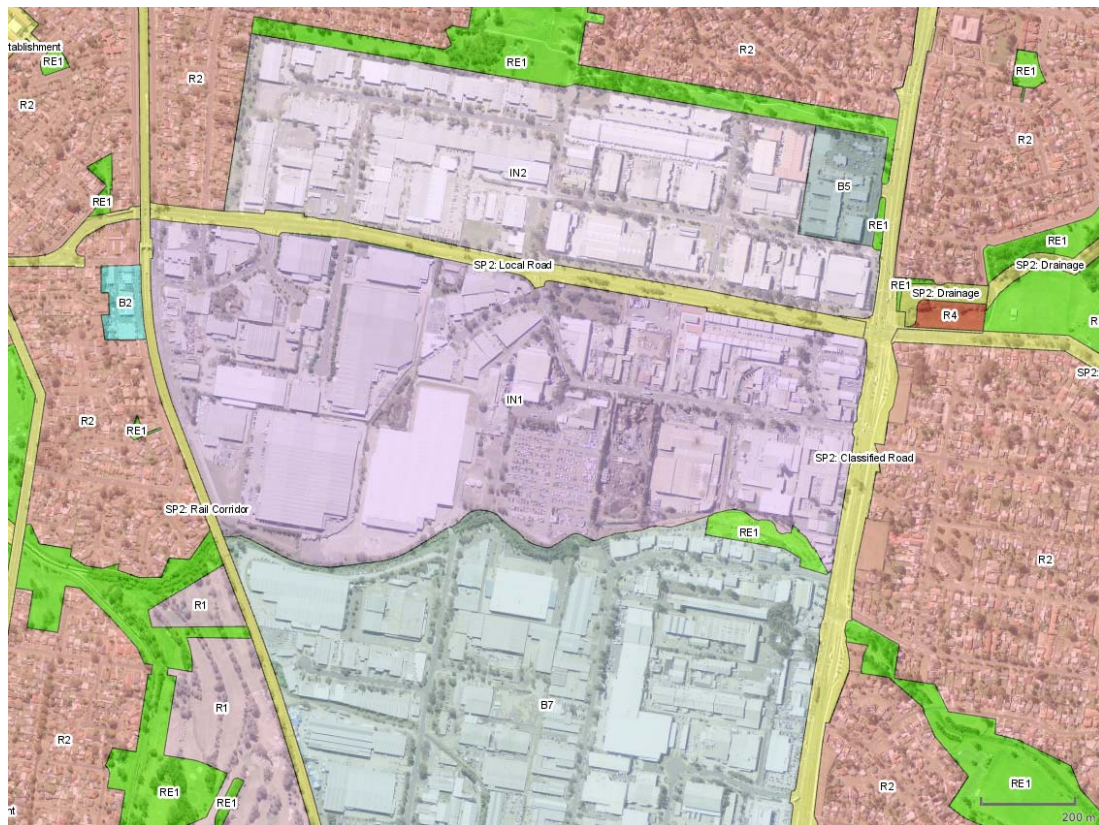 tablishment
RE1
R2
R2
RE1
R2
RE1
R2
IN2
B5
RE1
RE1
RE1
SP2: Local Road
SP2: Drainage
RE1
SP2: Drainage
B2
R4
R
SP2:
IN1
R2
RE1
SP2: Classified Road
SP2: Rail Corridor
RE1
R2
R1
B7
R1
R2
RE1
RE1
R2
RE1
nt
200 m